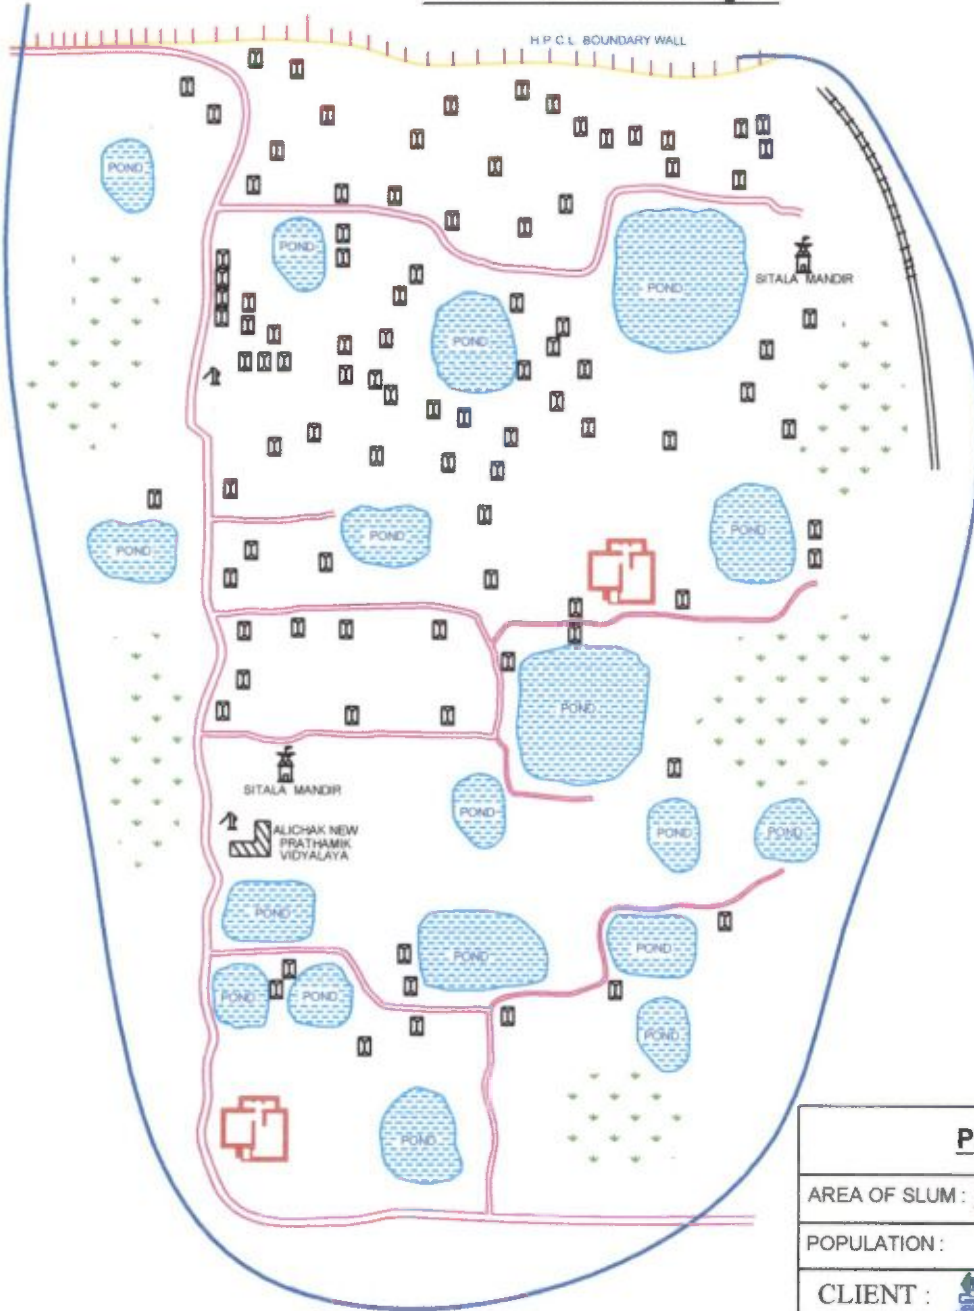 H.P.C.L. BOUNDARY WALL
POND
POND
POND
SITALA MANDIR
POND
POND
POND
POND
POND
SITALA MANDIR
POND
POND
POND
ALICHAK NEW
PRATHAMIK
VIDYALAYA
POND
POND
POND
POND
POND
POND
POND
P
AREA OF SLUM :
POPULATION :
CLIENT :